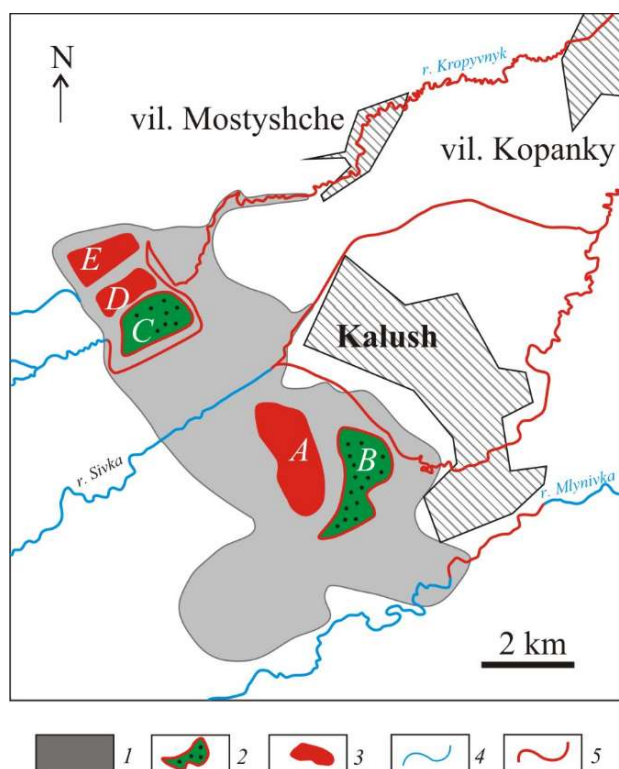 r. Kropyvnyk
N
vil. Mostyshche
vil. Kopanky
E
D
C
Kalush
A
B
r. Sivka
r. Mlynivka
2 km
1 2 3 4 5